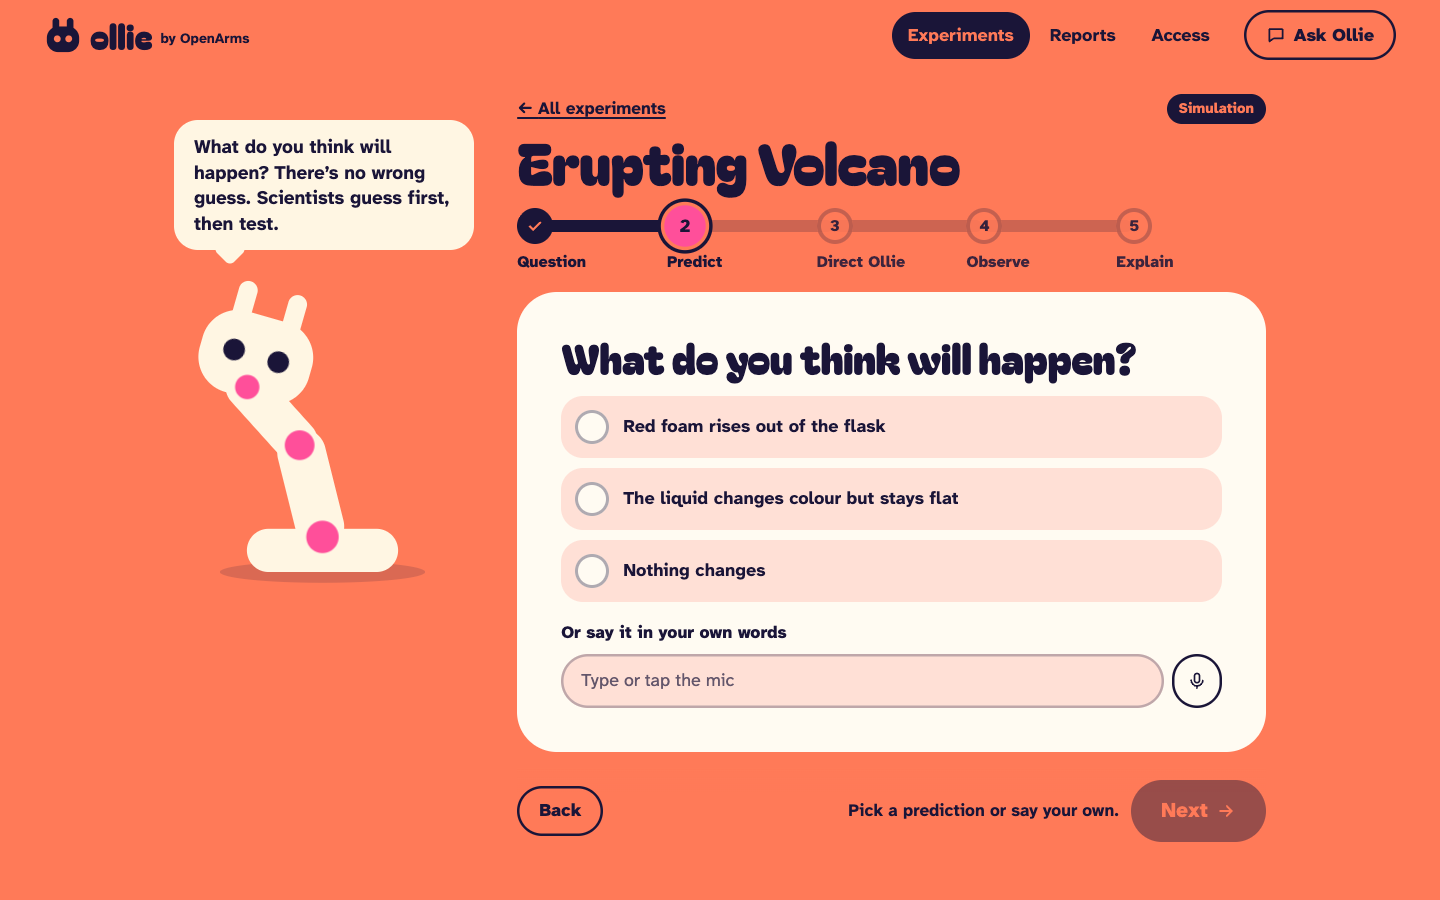 ollie by OpenArms
Experiments
Reports
Access
Ask Ollie
What do you think will
happen? There’s no wrong
guess. Scientists guess first,
then test.
← All experiments
Simulation
Erupting Volcano
2
3
4
5
Question
Predict
Direct Ollie
Observe
Explain
What do you think will happen?
Red foam rises out of the flask
The liquid changes colour but stays flat
Nothing changes
Or say it in your own words
Type or tap the mic
Back
Pick a prediction or say your own.
Next →